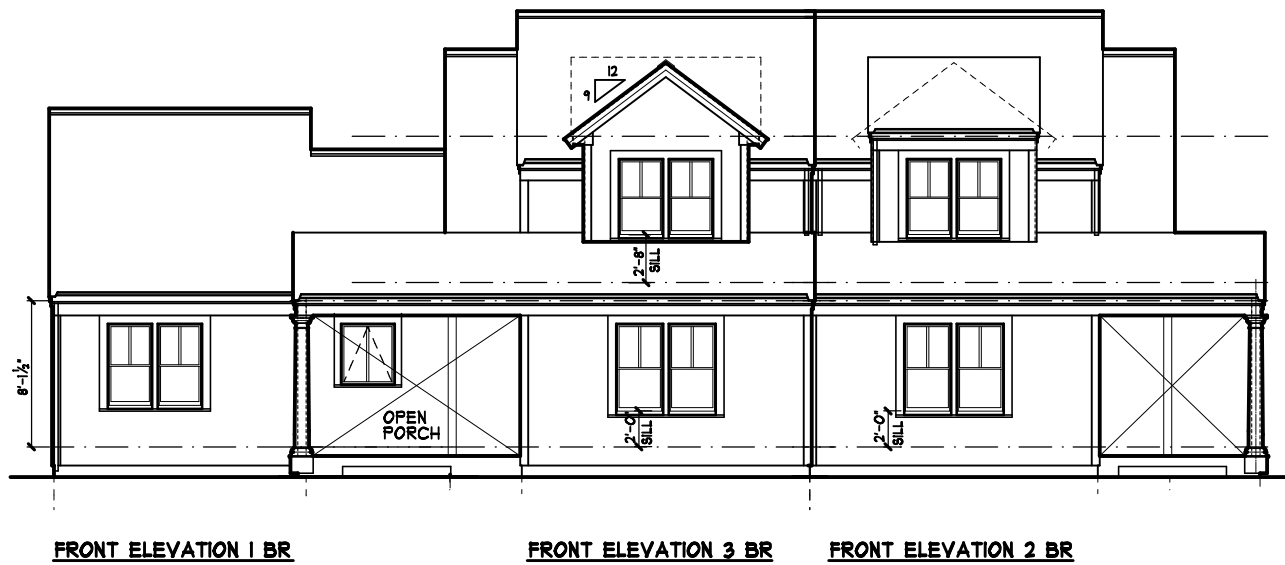 12
9
2'-8"
SILL
8'-1½"
OPEN
PORCH
2'-0"
SILL
2'-0"
SILL
FRONT ELEVATION 1 BR
FRONT ELEVATION 3 BR
FRONT ELEVATION 2 BR